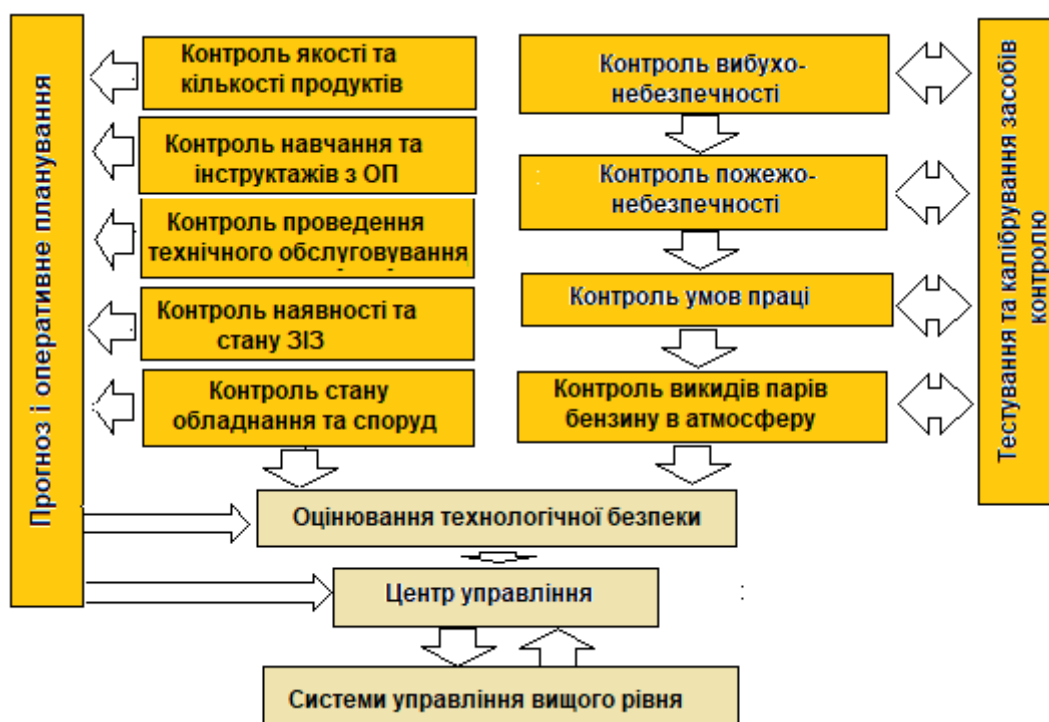 Прогноз і оперативне планування
Контроль якості та
кількості продуктів
Контроль навчання та
інструктажів з ОП
Контроль проведення
технічного обслуговування
Контроль наявності та
стану ЗІЗ
Контроль стану
обладнання та споруд
Контроль вибухо-
небезпечності
Контроль пожежо-
небезпечності
Контроль умов праці
Контроль викидів парів
бензину в атмосферу
Тестування та калібрування засобів
контролю
Оцінювання технологічної безпеки
Центр управління
Системи управління вищого рівня